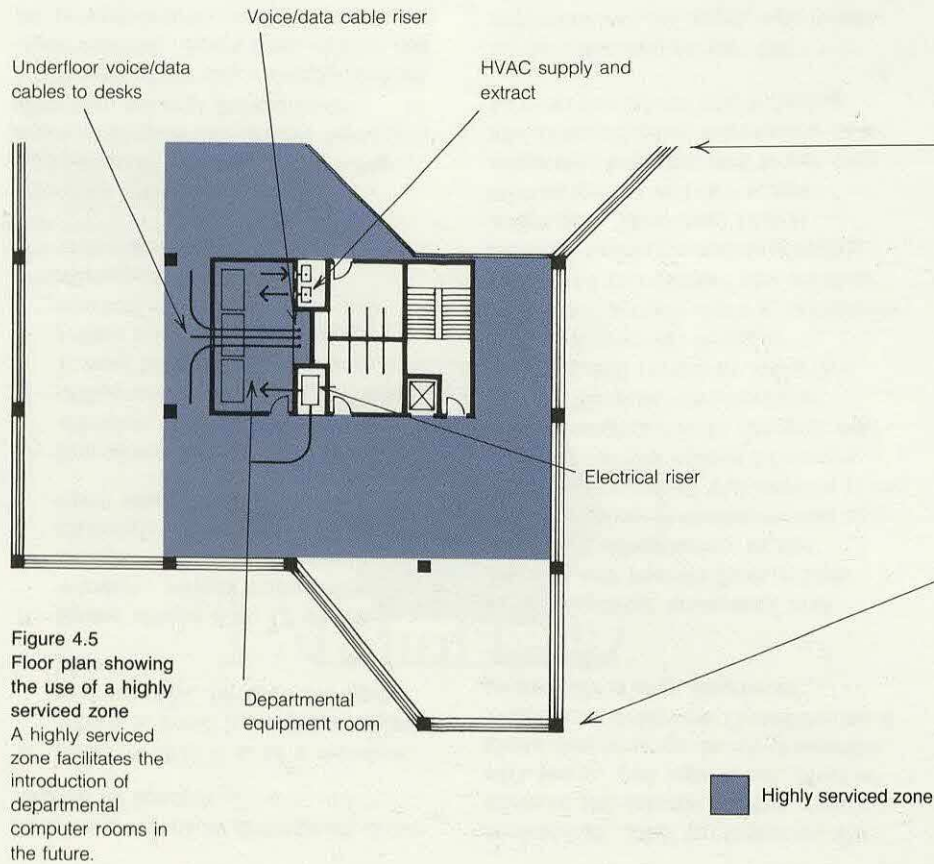 Voice/data cable riser
Underfloor voice/data
cables to desks
HVAC supply and
extract
Electrical riser
Departmental
equipment room
Figure 4.5
Floor plan showing
the use of a highly
serviced zone
A highly serviced
zone facilitates the
introduction of
departmental
computer rooms in
the future.
Highly serviced zone